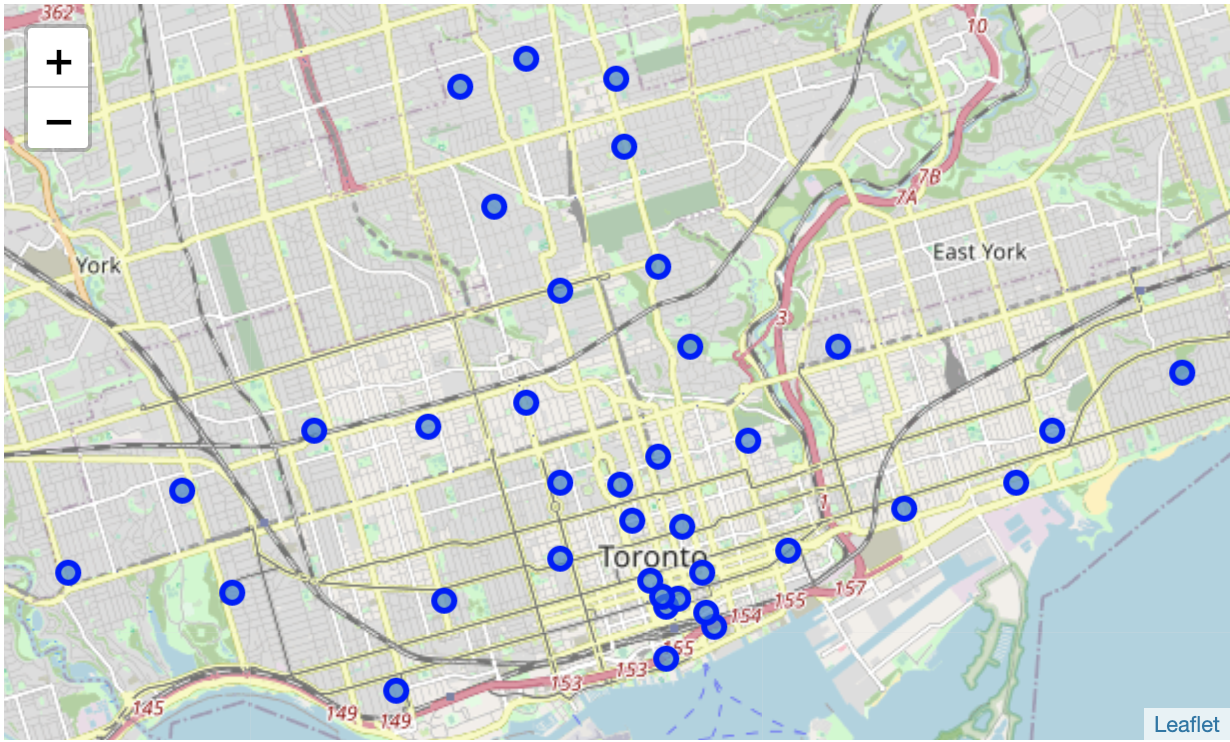 362
10
+
−
7B
7A
York
East York
3
1
Toronto
157
155
154
155
153
153
145
149
149
Leaflet